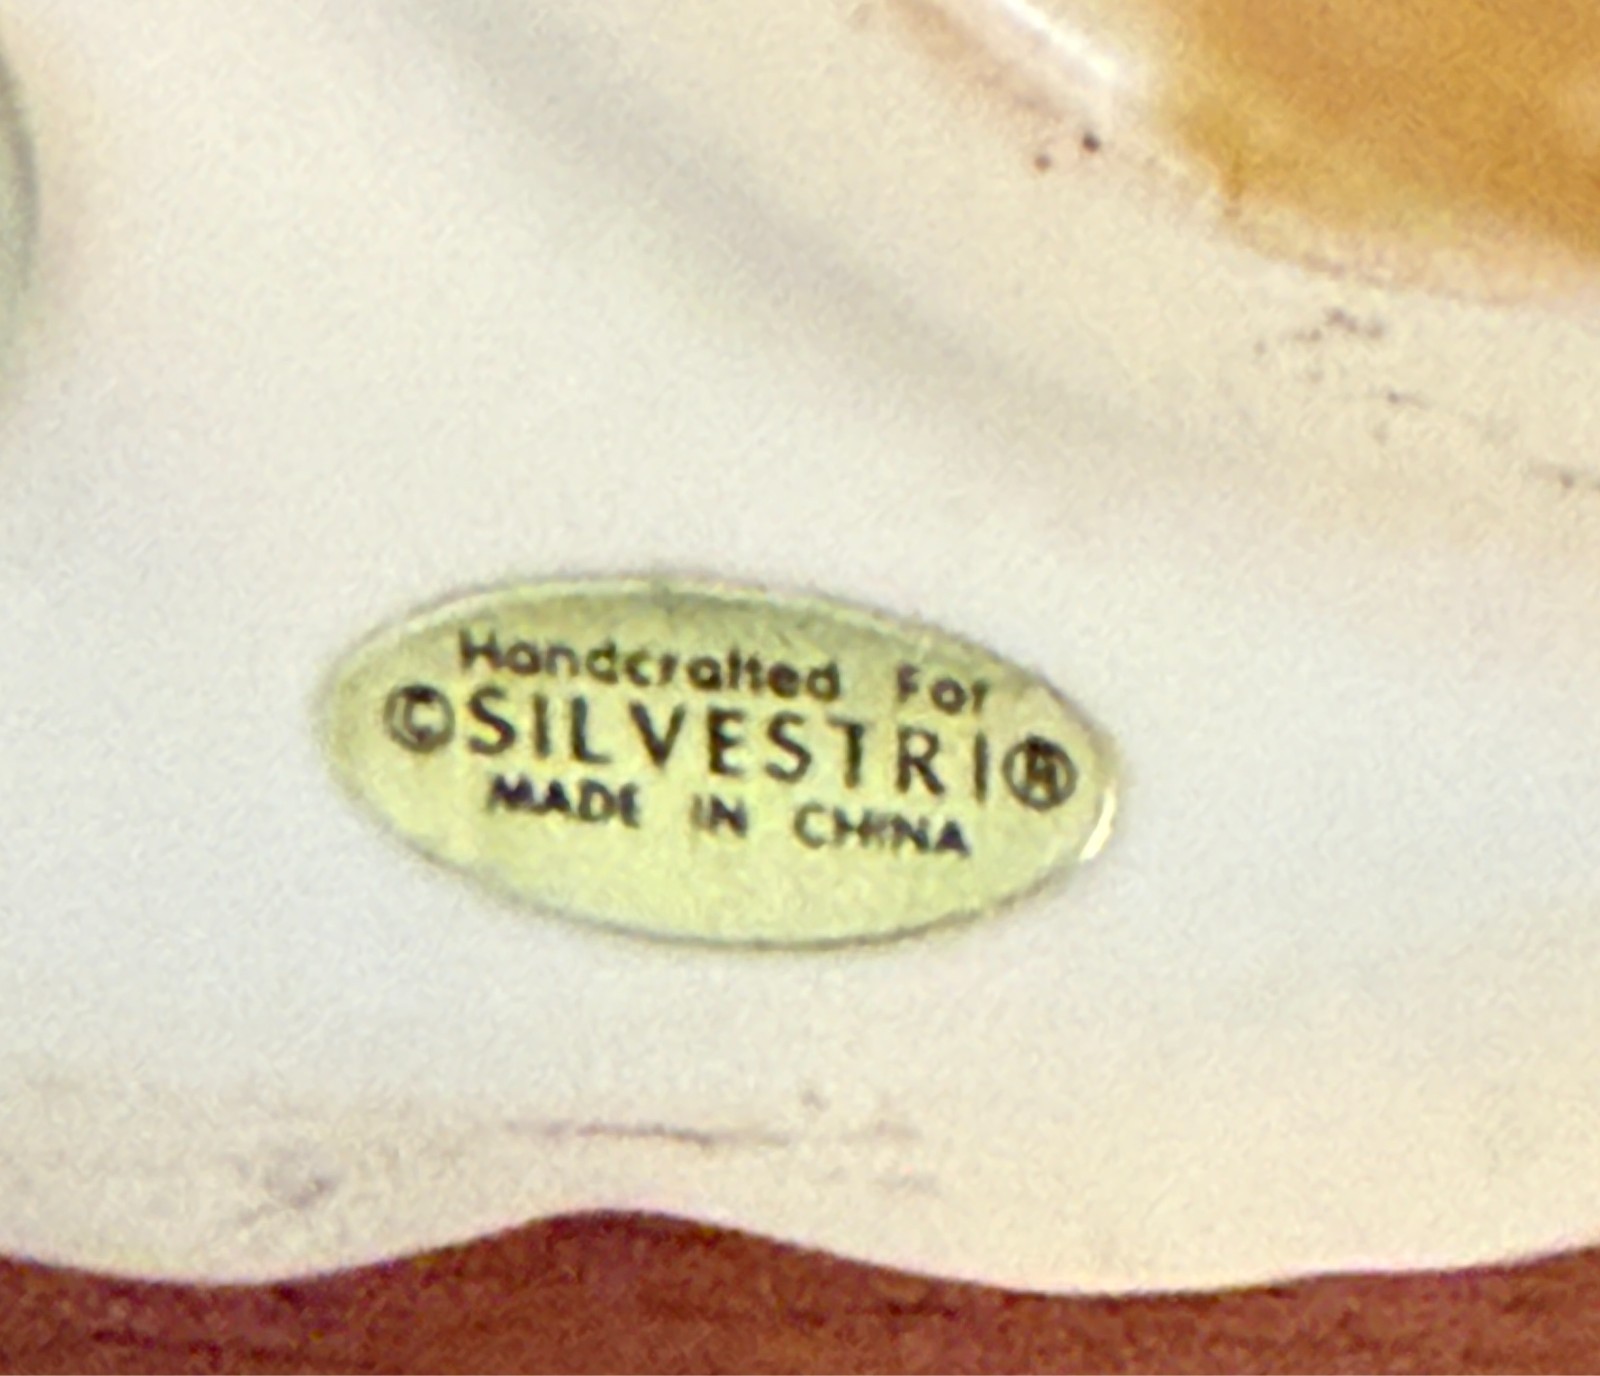 Handcrafted For
©SILVESTRI®
MADE IN CHINA